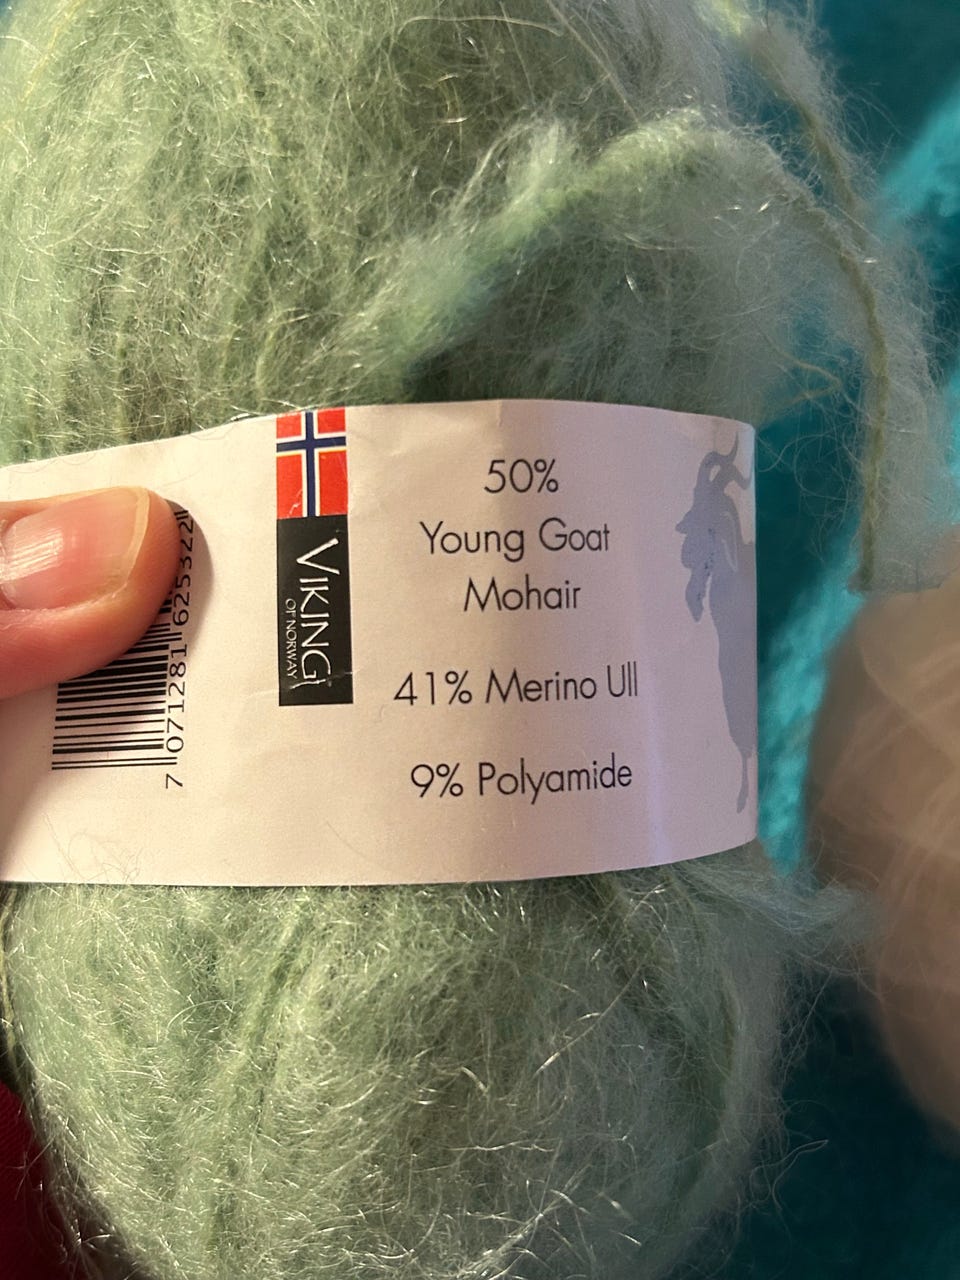 50%
Young Goat
Mohair
41% Merino Ull
9% Polyamide
VIKING
OF NORWAY
7 071281 625322